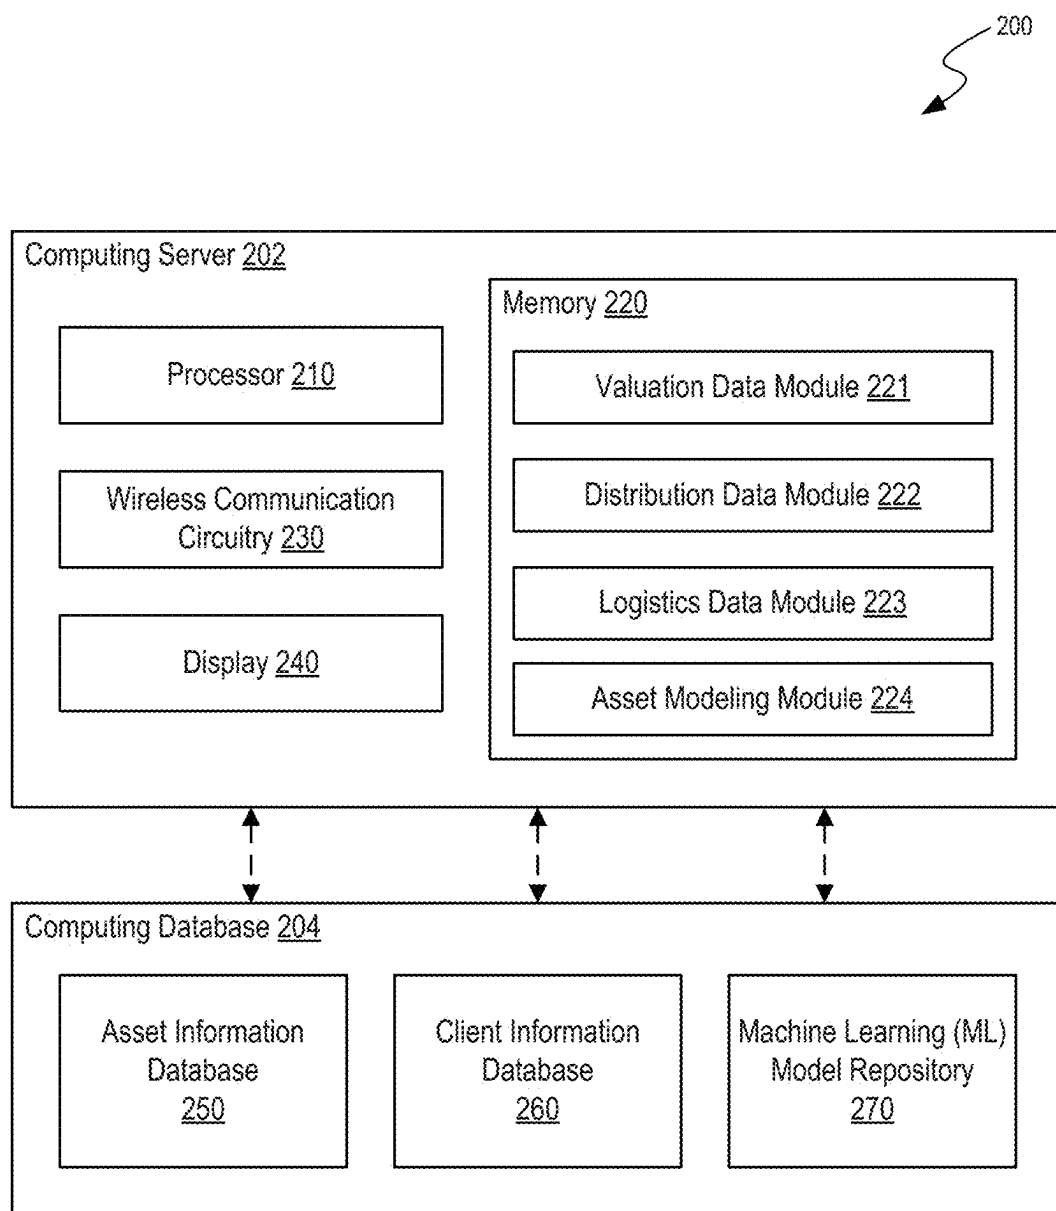 200
Computing Server 202
Processor 210
Wireless Communication
Circuitry 230
Display 240
Memory 220
Valuation Data Module 221
Distribution Data Module 222
Logistics Data Module 223
Asset Modeling Module 224
Computing Database 204
Asset Information
Database
250
Client Information
Database
260
Machine Learning (ML)
Model Repository
270